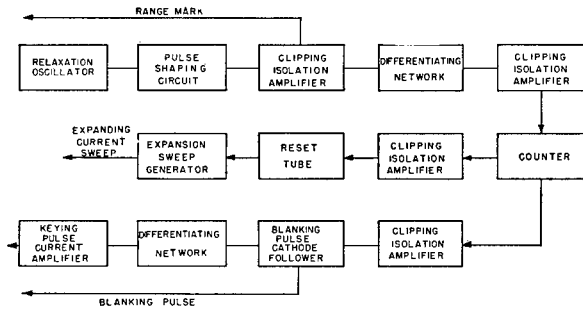 RANGE MARK
RELAXATION
OSCILLATOR
PULSE
SHAPING
CIRCUIT
CLIPPING
ISOLATION
AMPLIFIER
DIFFERENTIATING
NETWORK
CLIPPING
ISOLATION
AMPLIFIER
EXPANDING
CURRENT
SWEEP
EXPANSION
SWEEP
GENERATOR
RESET
TUBE
CLIPPING
ISOLATION
AMPLIFIER
COUNTER
KEYING
PULSE
CURRENT
AMPLIFIER
DIFFERENTIATING
NETWORK
BLANKING
PULSE
CATHODE
FOLLOWER
CLIPPING
ISOLATION
AMPLIFIER
BLANKING PULSE